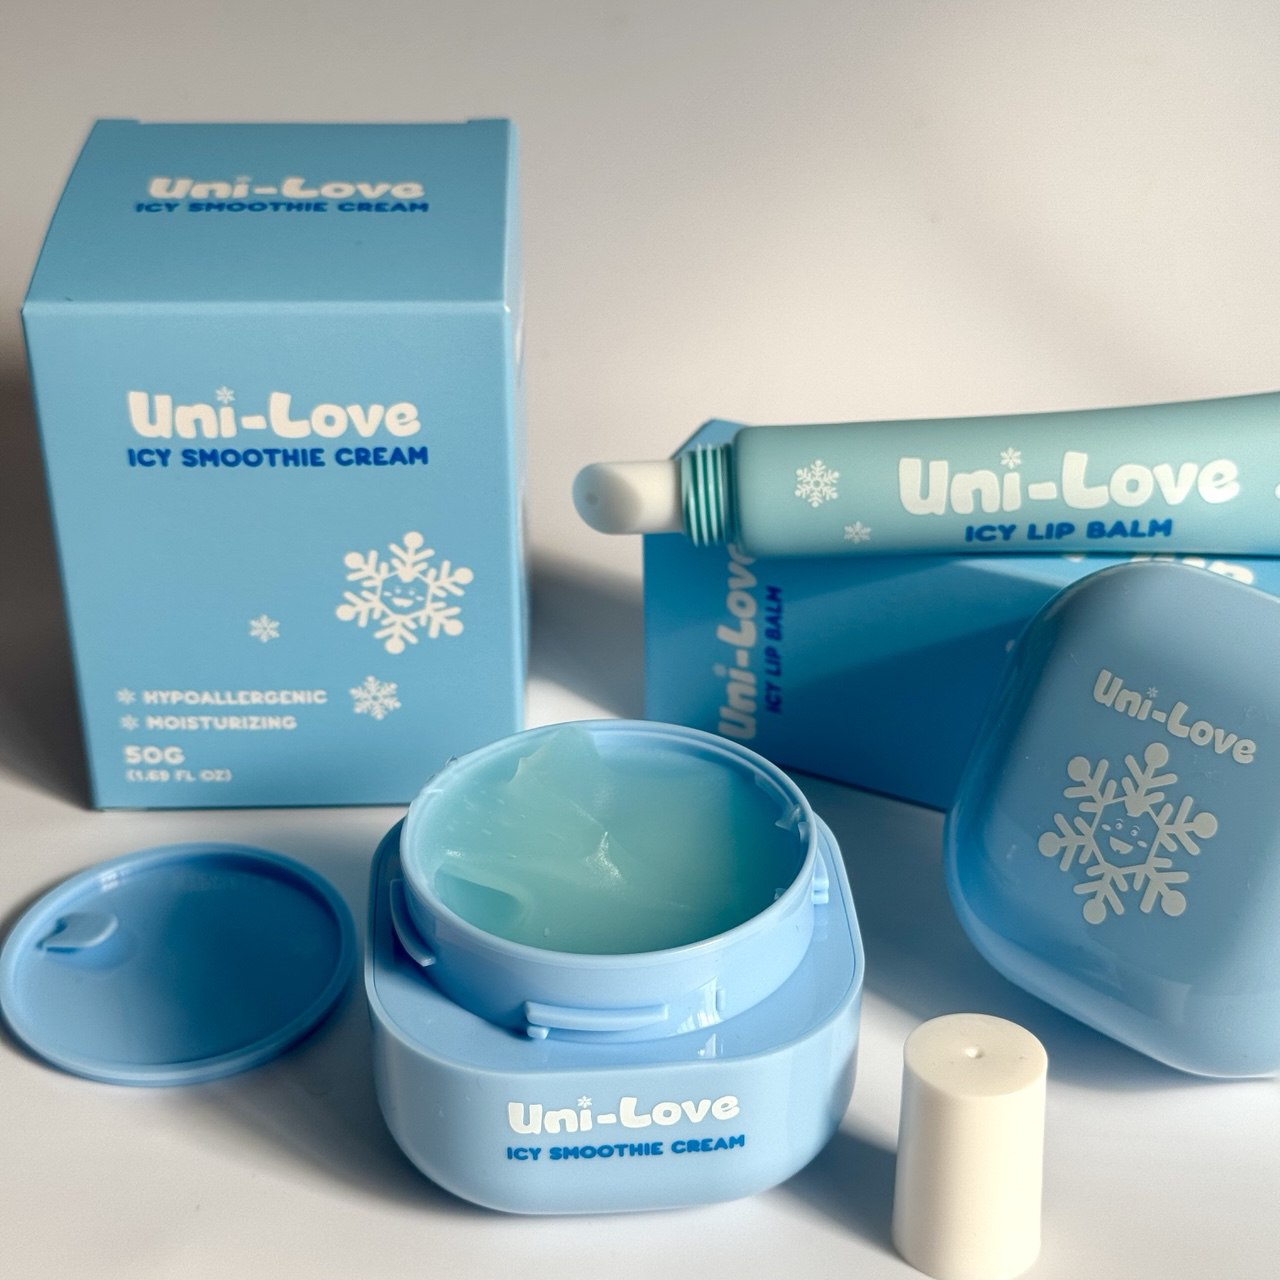 Uni-Love
ICY SMOOTHIE CREAM
Uni-Love
ICY SMOOTHIE CREAM
HYPOALLERGENIC
MOISTURIZING
50G
(1.69 FL OZ)
Uni-Love
ICY LIP BALM
Uni-Love
ICY LIP BALM
Uni-Love
Uni-Love
ICY SMOOTHIE CREAM